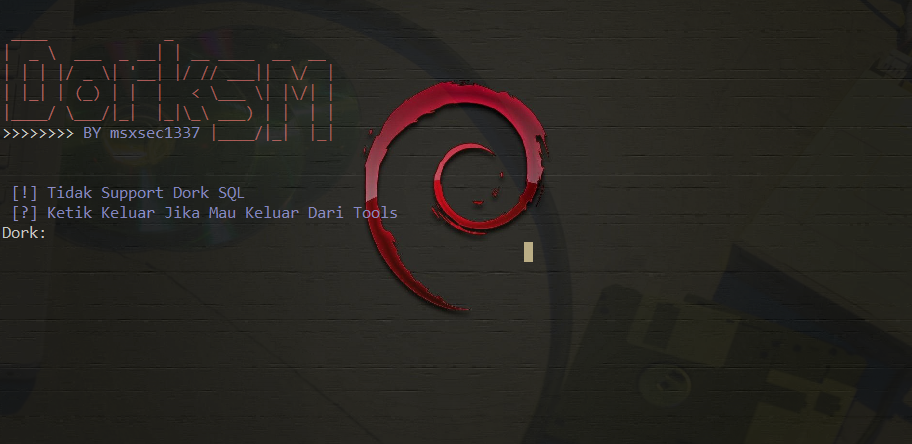 DorkSM
>>>>>>>> BY msxsec1337
[!] Tidak Support Dork SQL
[?] Ketik Keluar Jika Mau Keluar Dari Tools
Dork: